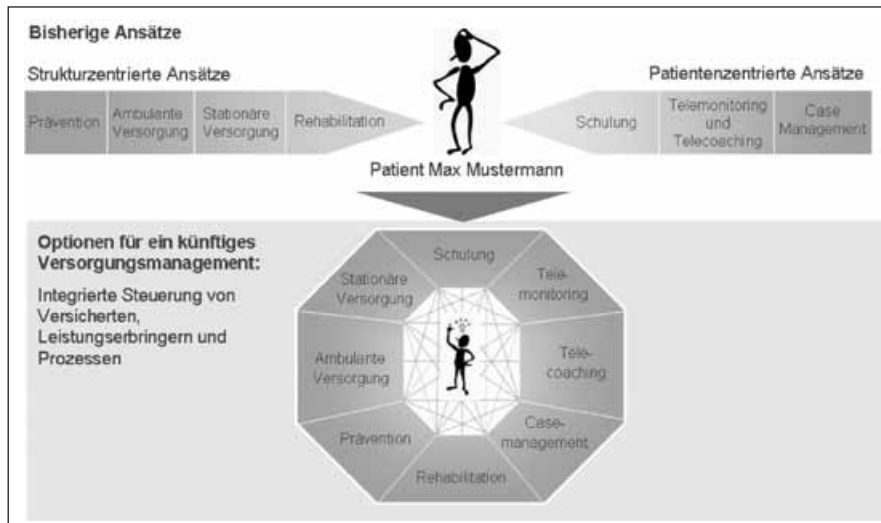 Bisherige Ansätze
Strukturzentrierte Ansätze
Prävention
Ambulante
Versorgung
Stationäre
Versorgung
Rehabilitation
Patientenzentrierte Ansätze
Schulung
Telemonitoring
und
Telecoaching
Case
Management
Patient Max Mustermann
Optionen für ein künftiges
Versorgungsmanagement:
Integrierte Steuerung von
Versicherten,
Leistungserbringern und
Prozessen
Schulung
Tele-
monitoring
Tele-
coaching
Case-
management
Rehabilitation
Prävention
Ambulante
Versorgung
Stationäre
Versorgung